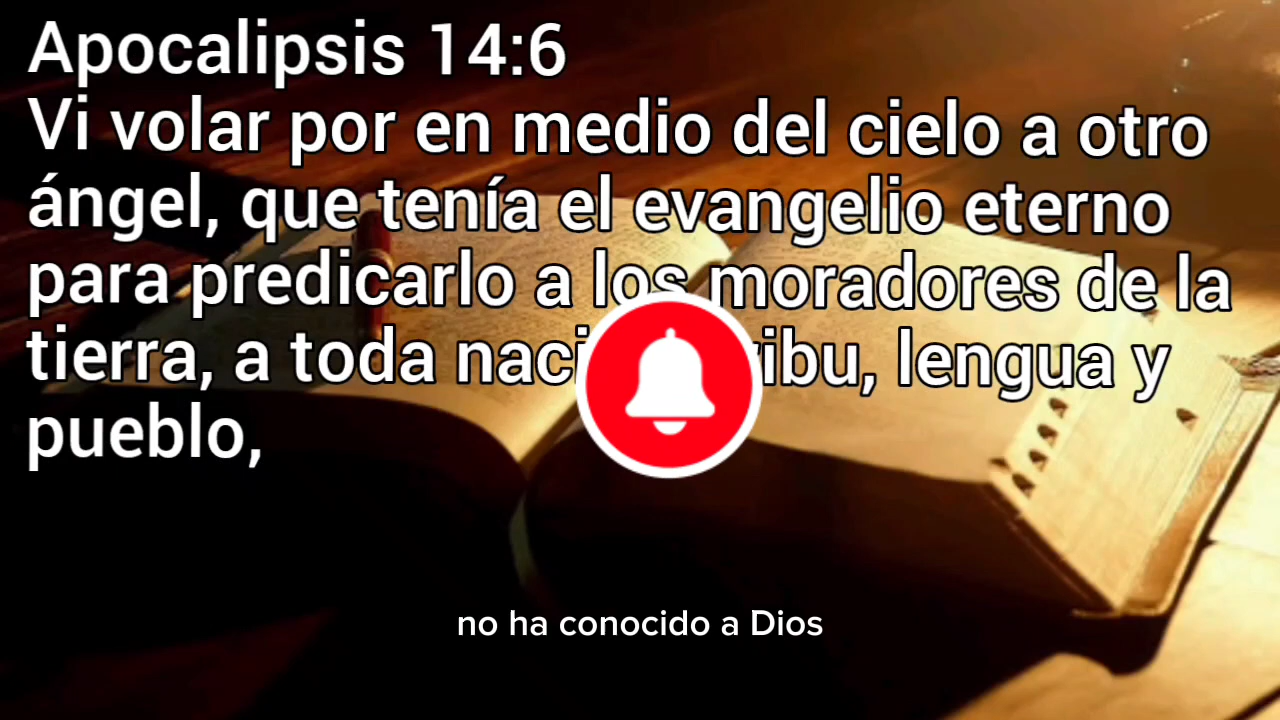 Apocalipsis 14:6
Vi volar por en medio del cielo a otro
ángel, que tenía el evangelio eterno
para predicarlo a los moradores de la
tierra, a toda lengua y
pueblo,
no ha conocido a Dios